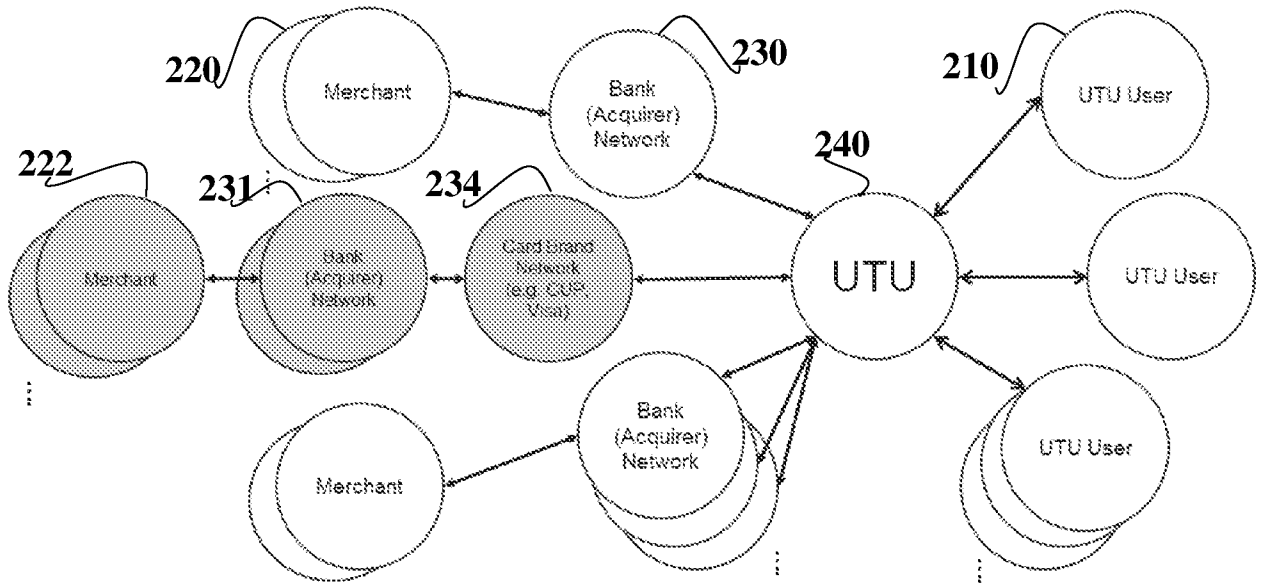 220
Merchant
Bank
(Acquirer)
Network
230
210
UTU User
222
Merchant
231
Bank
(Acquirer)
Network
234
Card Brand
Network
(e.g. CUP,
Visa)
240
UTU
UTU User
Merchant
Bank
(Acquirer)
Network
UTU User